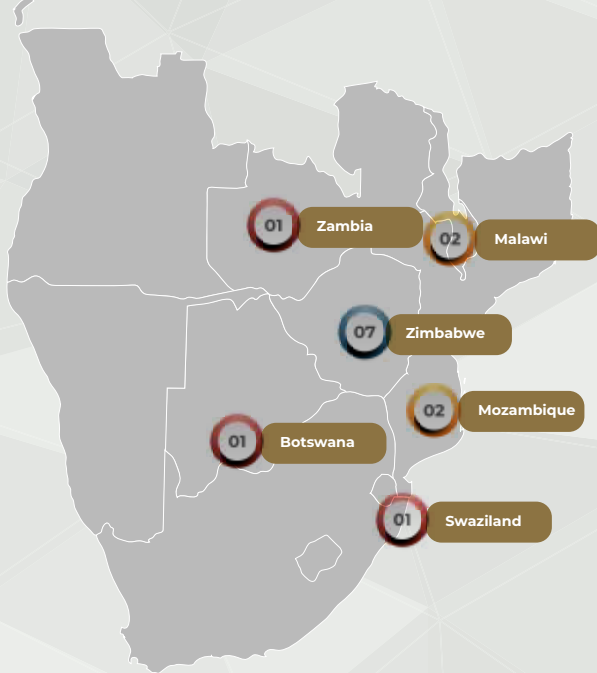 01 Zambia
02 Malawi
07 Zimbabwe
02 Mozambique
01 Botswana
01 Swaziland